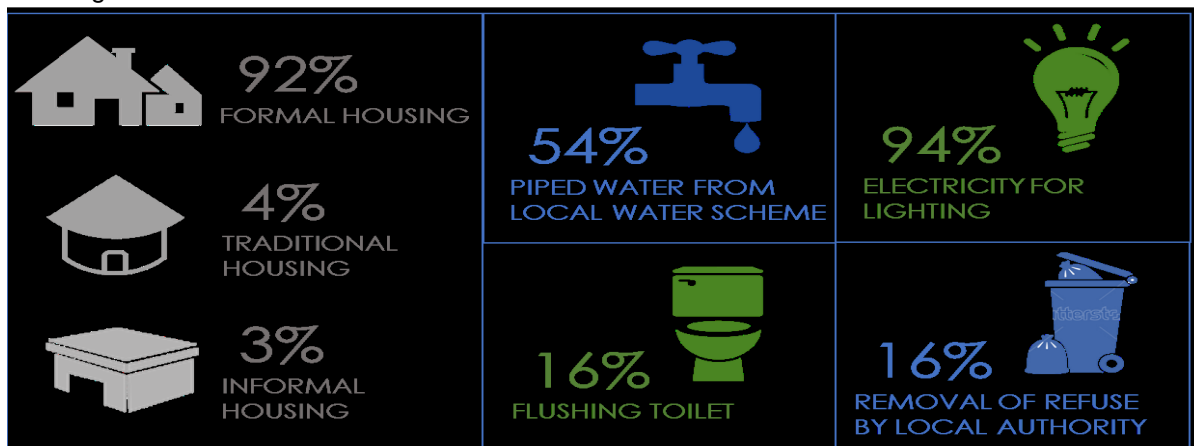 92%
FORMAL HOUSING
4%
TRADITIONAL
HOUSING
3%
INFORMAL
HOUSING
54%
PIPED WATER FROM
LOCAL WATER SCHEME
94%
ELECTRICITY FOR
LIGHTING
16%
FLUSHING TOILET
16%
REMOVAL OF REFUSE
BY LOCAL AUTHORITY